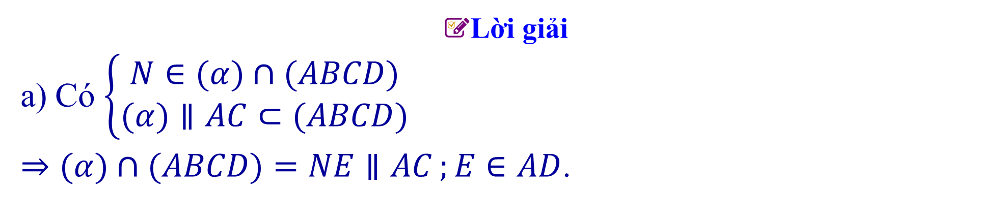 Lời giải
a) Có { N ∈ (α) ∩ (ABCD)
(α) ∥ AC ⊂ (ABCD)
⇒ (α) ∩ (ABCD) = NE ∥ AC ; E ∈ AD.